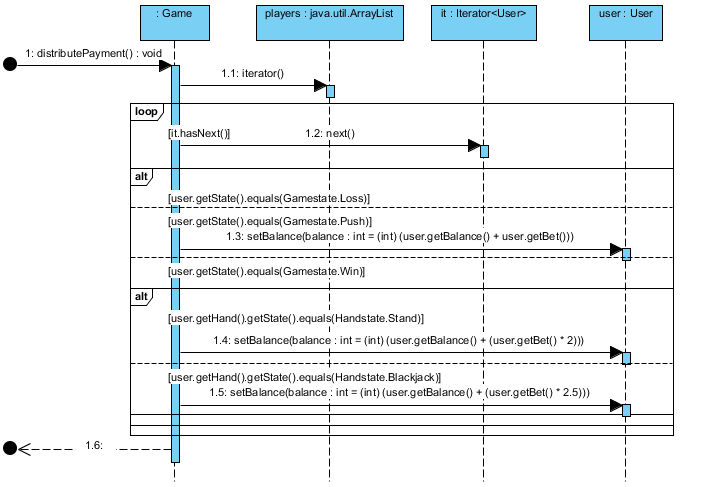 : Game
players : java.util.ArrayList
it : Iterator<User>
user : User
1: distributePayment() : void
1.1: iterator()
loop
[it.hasNext()]
1.2: next()
alt
[user.getState().equals(Gamestate.Loss)]
[user.getState().equals(Gamestate.Push)]
1.3: setBalance(balance : int = (int) (user.getBalance() + user.getBet()))
[user.getState().equals(Gamestate.Win)]
alt
[user.getHand().getState().equals(Handstate.Stand)]
1.4: setBalance(balance : int = (int) (user.getBalance() + (user.getBet() * 2)))
[user.getHand().getState().equals(Handstate.Blackjack)]
1.5: setBalance(balance : int = (int) (user.getBalance() + (user.getBet() * 2.5)))
1.6: